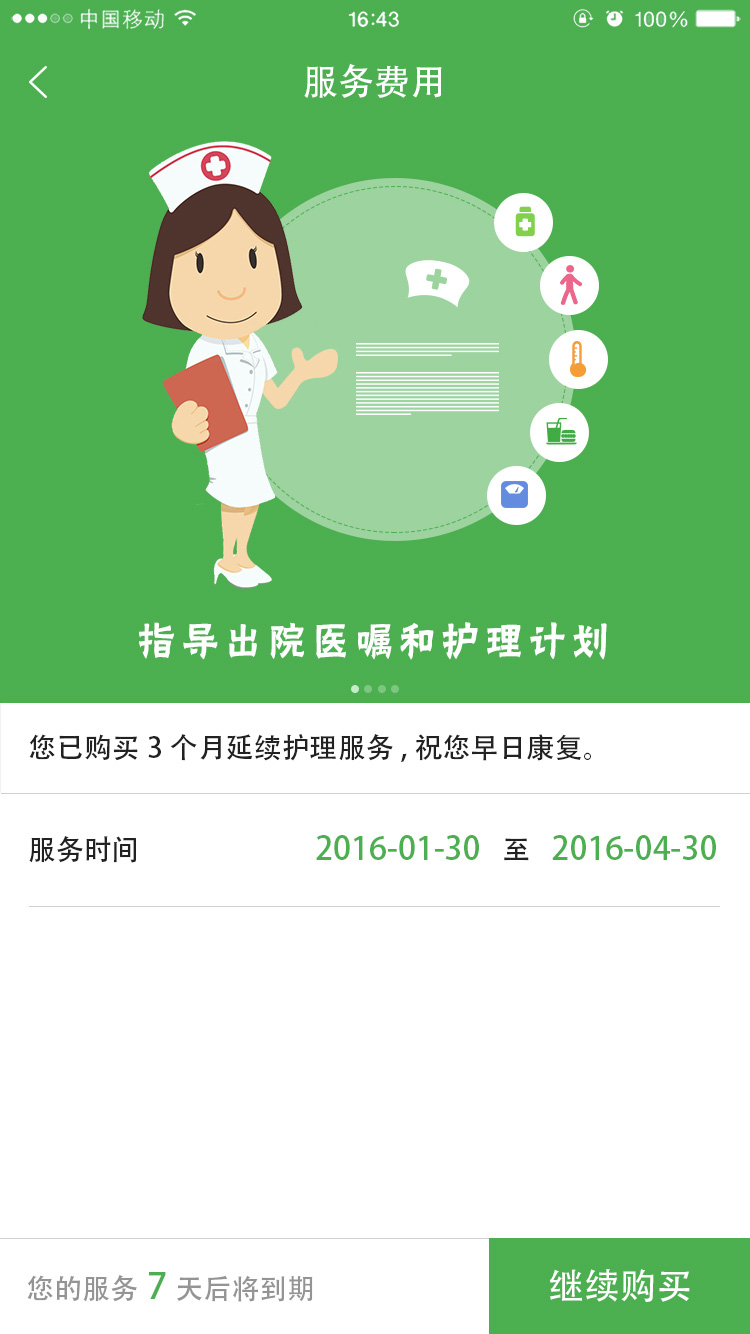 中国移动 16:43 100%
服务费用
指导出院医嘱和护理计划
您已购买 3 个月延续护理服务 , 祝您早日康复。
服务时间 2016-01-30 至 2016-04-30
您的服务 7 天后将到期 继续购买